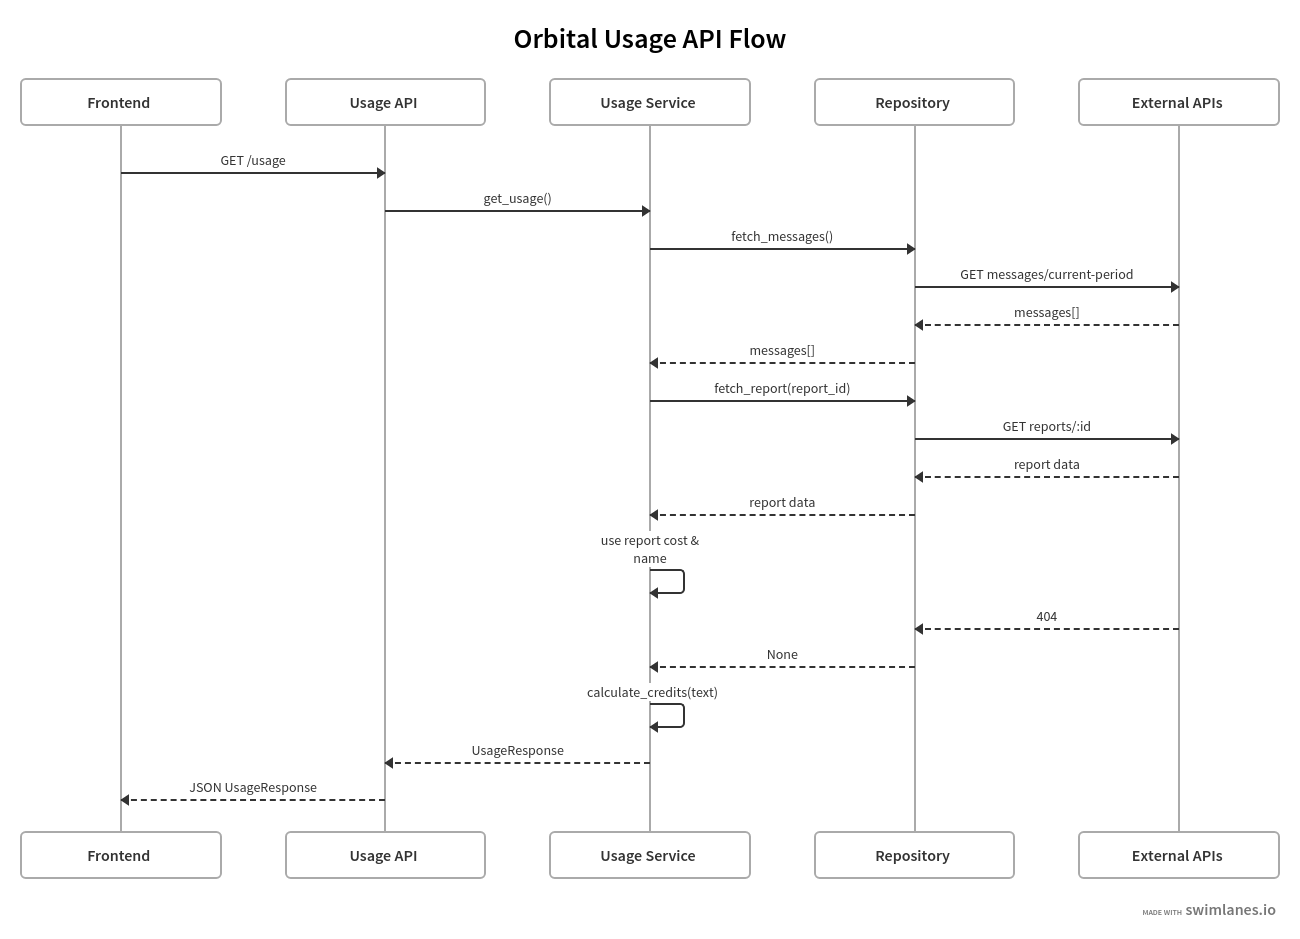 Orbital Usage API Flow
Frontend
Usage API
Usage Service
Repository
External APIs
GET /usage
get_usage()
fetch_messages()
GET messages/current-period
messages[]
messages[]
fetch_report(report_id)
GET reports/:id
report data
report data
use report cost &
name
404
None
calculate_credits(text)
UsageResponse
JSON UsageResponse
Frontend
Usage API
Usage Service
Repository
External APIs
MADE WITH swimlanes.io